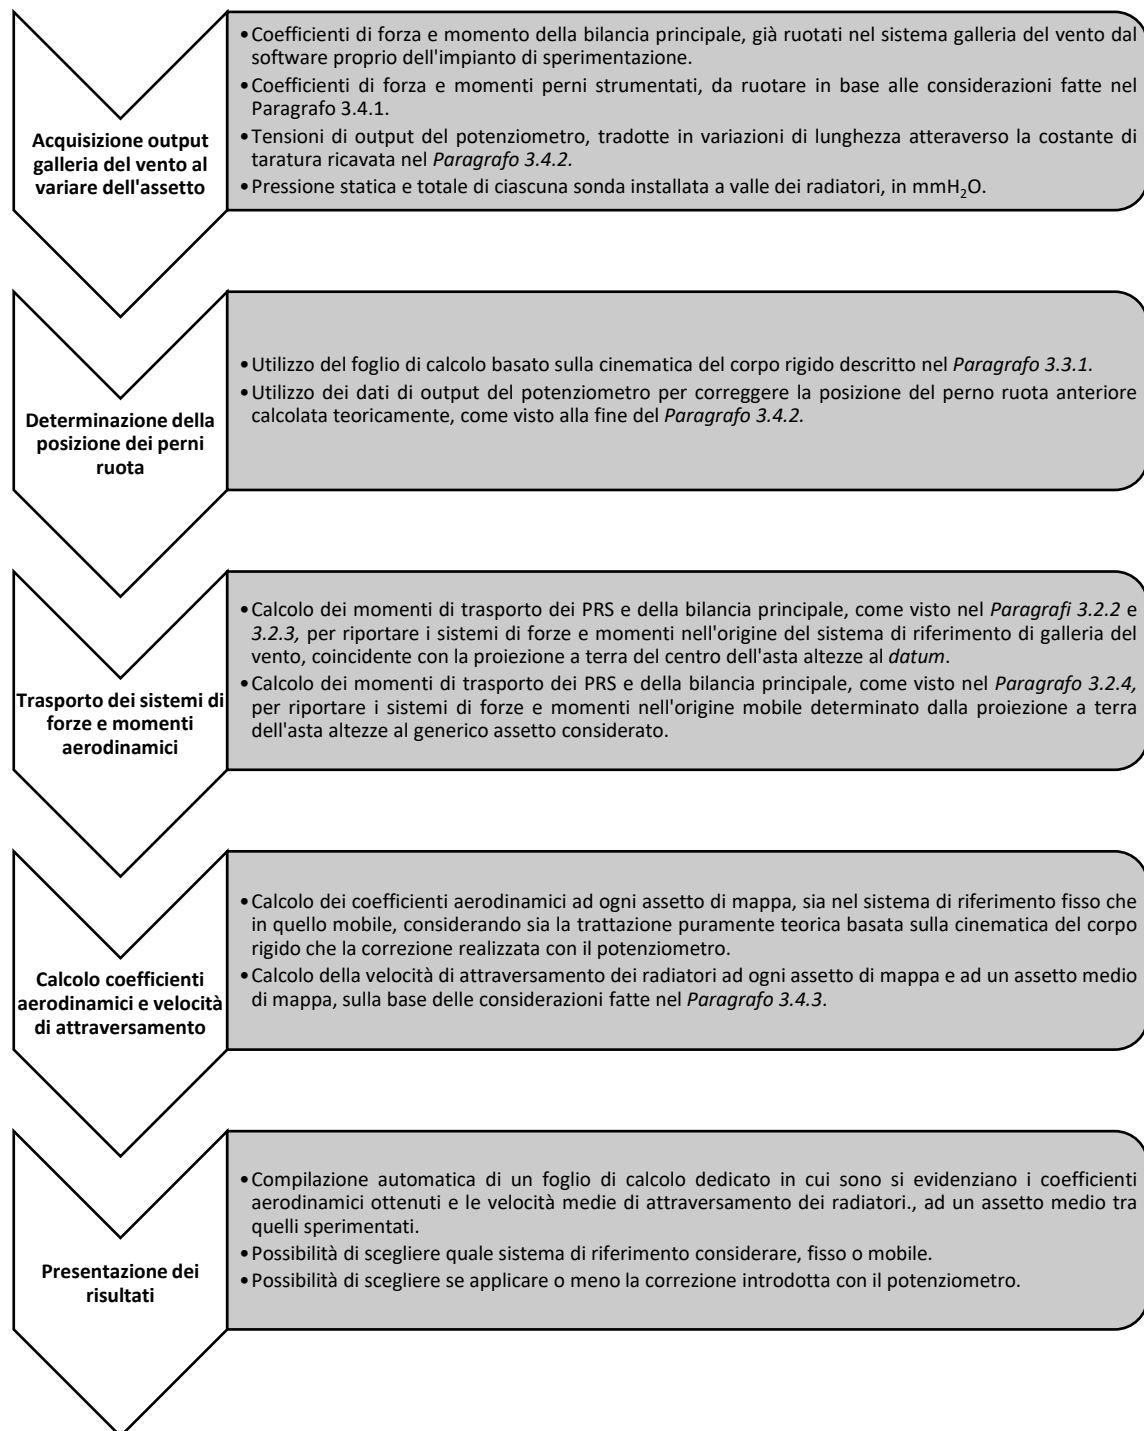 Acquisizione output
galleria del vento al
variare dell'assetto
•Coefficienti di forza e momento della bilancia principale, già ruotati nel sistema galleria del vento dal
software proprio dell'impianto di sperimentazione.
•Coefficienti di forza e momenti perni strumentati, da ruotare in base alle considerazioni fatte nel
Paragrafo 3.4.1.
•Tensioni di output del potenziometro, tradotte in variazioni di lunghezza atteraverso la costante di
taratura ricavata nel Paragrafo 3.4.2.
•Pressione statica e totale di ciascuna sonda installata a valle dei radiatori, in mmH₂O.
Determinazione della
posizione dei perni
ruota
•Utilizzo del foglio di calcolo basato sulla cinematica del corpo rigido descritto nel Paragrafo 3.3.1.
•Utilizzo dei dati di output del potenziometro per correggere la posizione del perno ruota anteriore
calcolata teoricamente, come visto alla fine del Paragrafo 3.4.2.
Trasporto dei sistemi di
forze e momenti
aerodinamici
•Calcolo dei momenti di trasporto dei PRS e della bilancia principale, come visto nel Paragrafi 3.2.2 e
3.2.3, per riportare i sistemi di forze e momenti nell'origine del sistema di riferimento di galleria del
vento, coincidente con la proiezione a terra del centro dell'asta altezze al datum.
•Calcolo dei momenti di trasporto dei PRS e della bilancia principale, come visto nel Paragrafo 3.2.4,
per riportare i sistemi di forze e momenti nell'origine mobile determinato dalla proiezione a terra
dell'asta altezze al generico assetto considerato.
Calcolo coefficienti
aerodinamici e velocità
di attraversamento
•Calcolo dei coefficienti aerodinamici ad ogni assetto di mappa, sia nel sistema di riferimento fisso che
in quello mobile, considerando sia la trattazione puramente teorica basata sulla cinematica del corpo
rigido che la correzione realizzata con il potenziometro.
•Calcolo della velocità di attraversamento dei radiatori ad ogni assetto di mappa e ad un assetto medio
di mappa, sulla base delle considerazioni fatte nel Paragrafo 3.4.3.
Presentazione dei
risultati
•Compilazione automatica di un foglio di calcolo dedicato in cui sono si evidenziano i coefficienti
aerodinamici ottenuti e le velocità medie di attraversamento dei radiatori., ad un assetto medio tra
quelli sperimentati.
•Possibilità di scegliere quale sistema di riferimento considerare, fisso o mobile.
•Possibilità di scegliere se applicare o meno la correzione introdotta con il potenziometro.